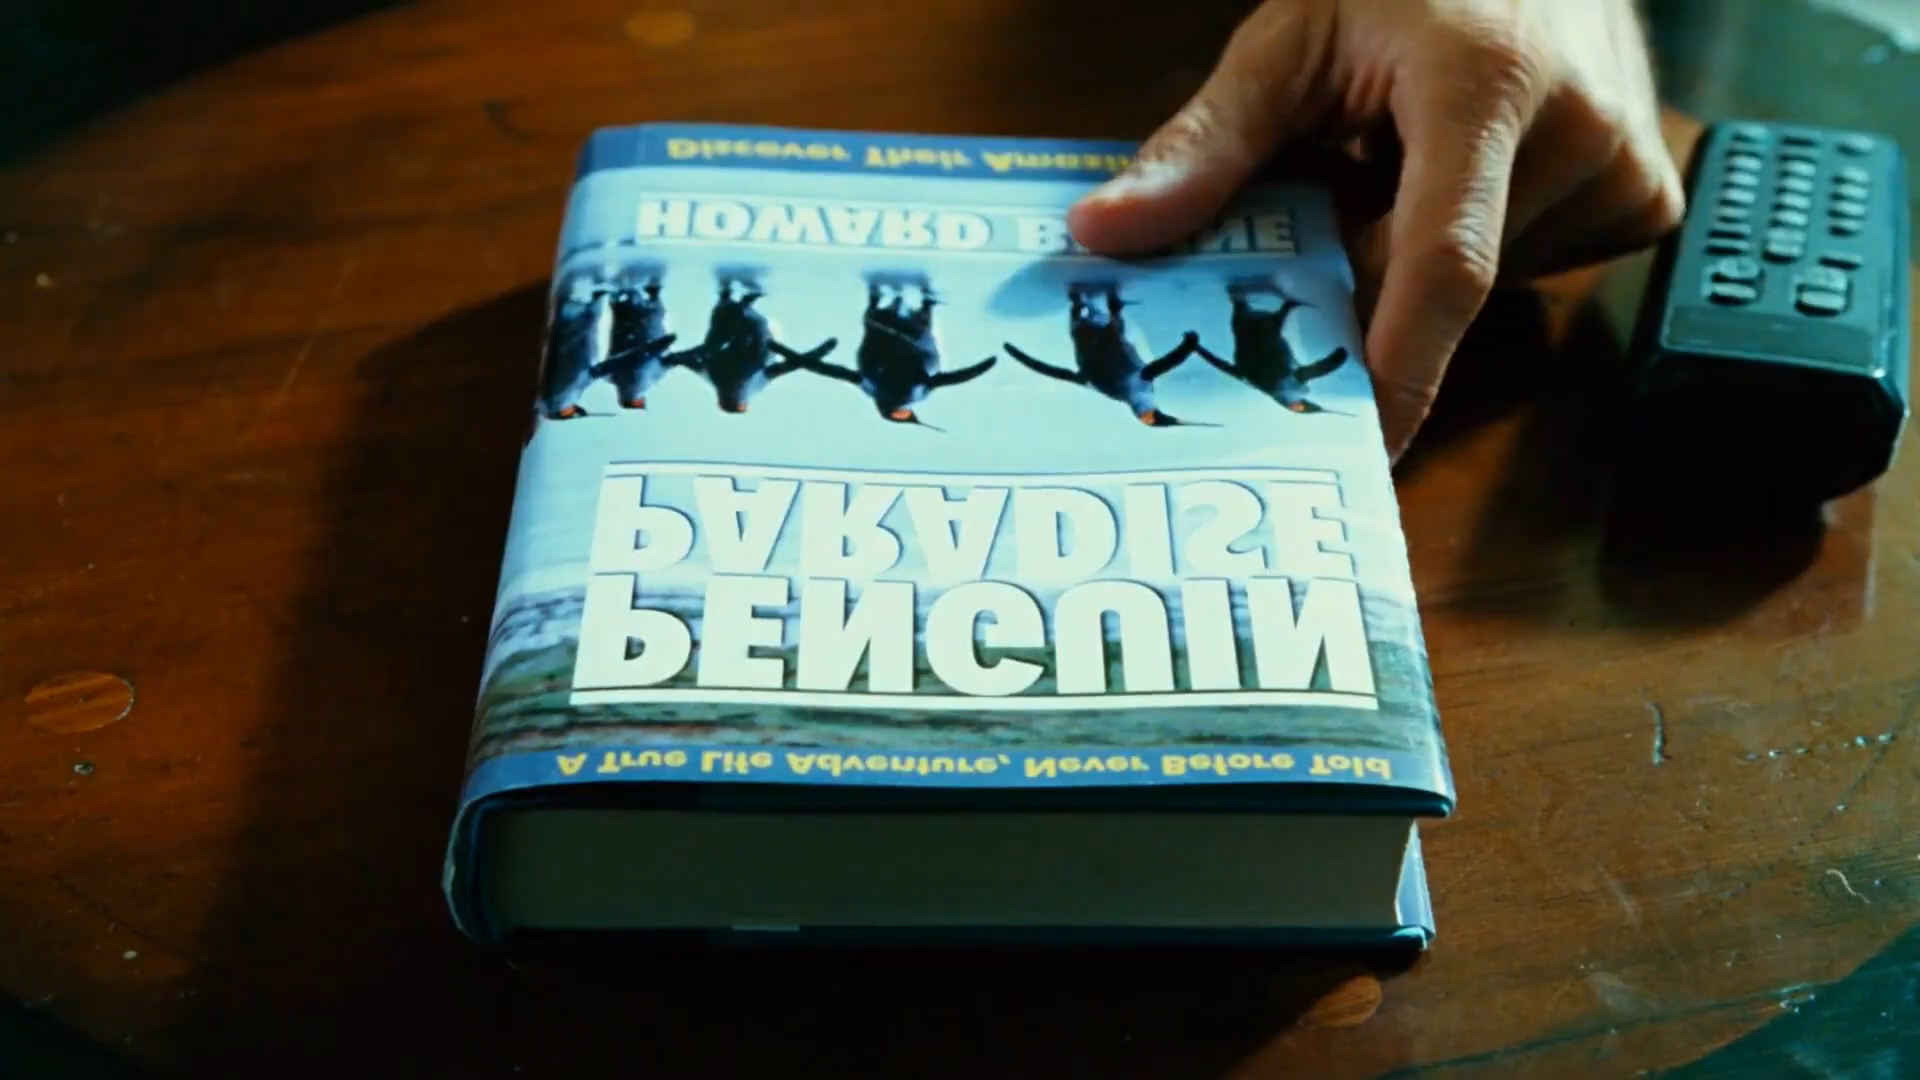 A True Life Adventure, Never Before Told
PENGUIN
PARADISE
HOWARD
Discover Their